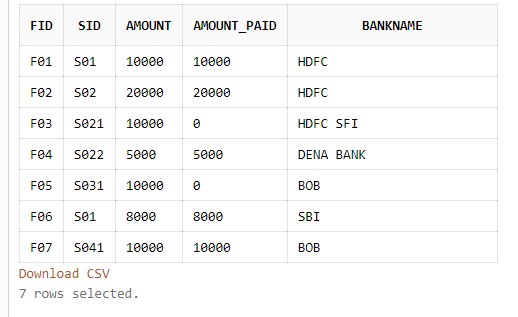 FID SID AMOUNT AMOUNT_PAID BANKNAME
F01 S01 10000 10000 HDFC
F02 S02 20000 20000 HDFC
F03 S021 10000 0 HDFC SFI
F04 S022 5000 5000 DENA BANK
F05 S031 10000 0 BOB
F06 S01 8000 8000 SBI
F07 S041 10000 10000 BOB
Download CSV
7 rows selected.